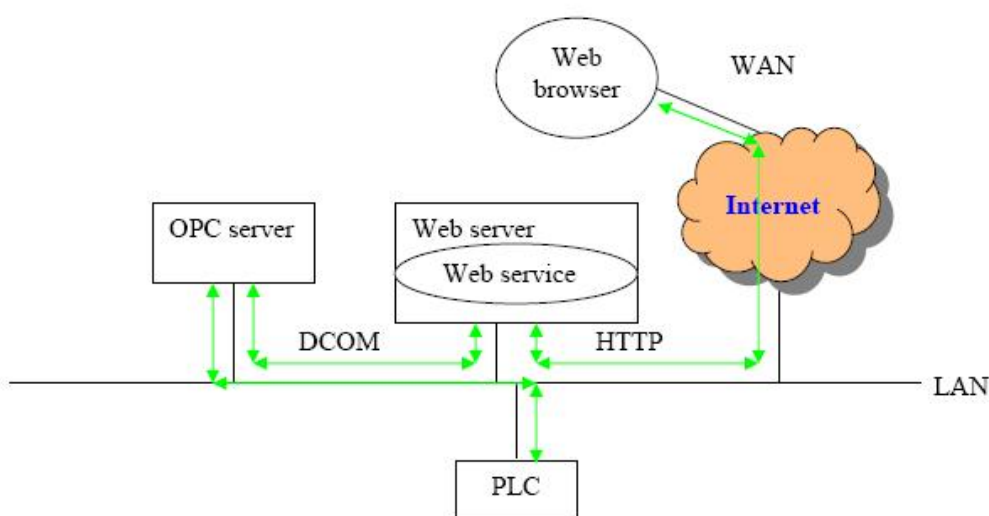 Web
browser
WAN
Internet
OPC server
Web server
Web service
DCOM
HTTP
LAN
PLC